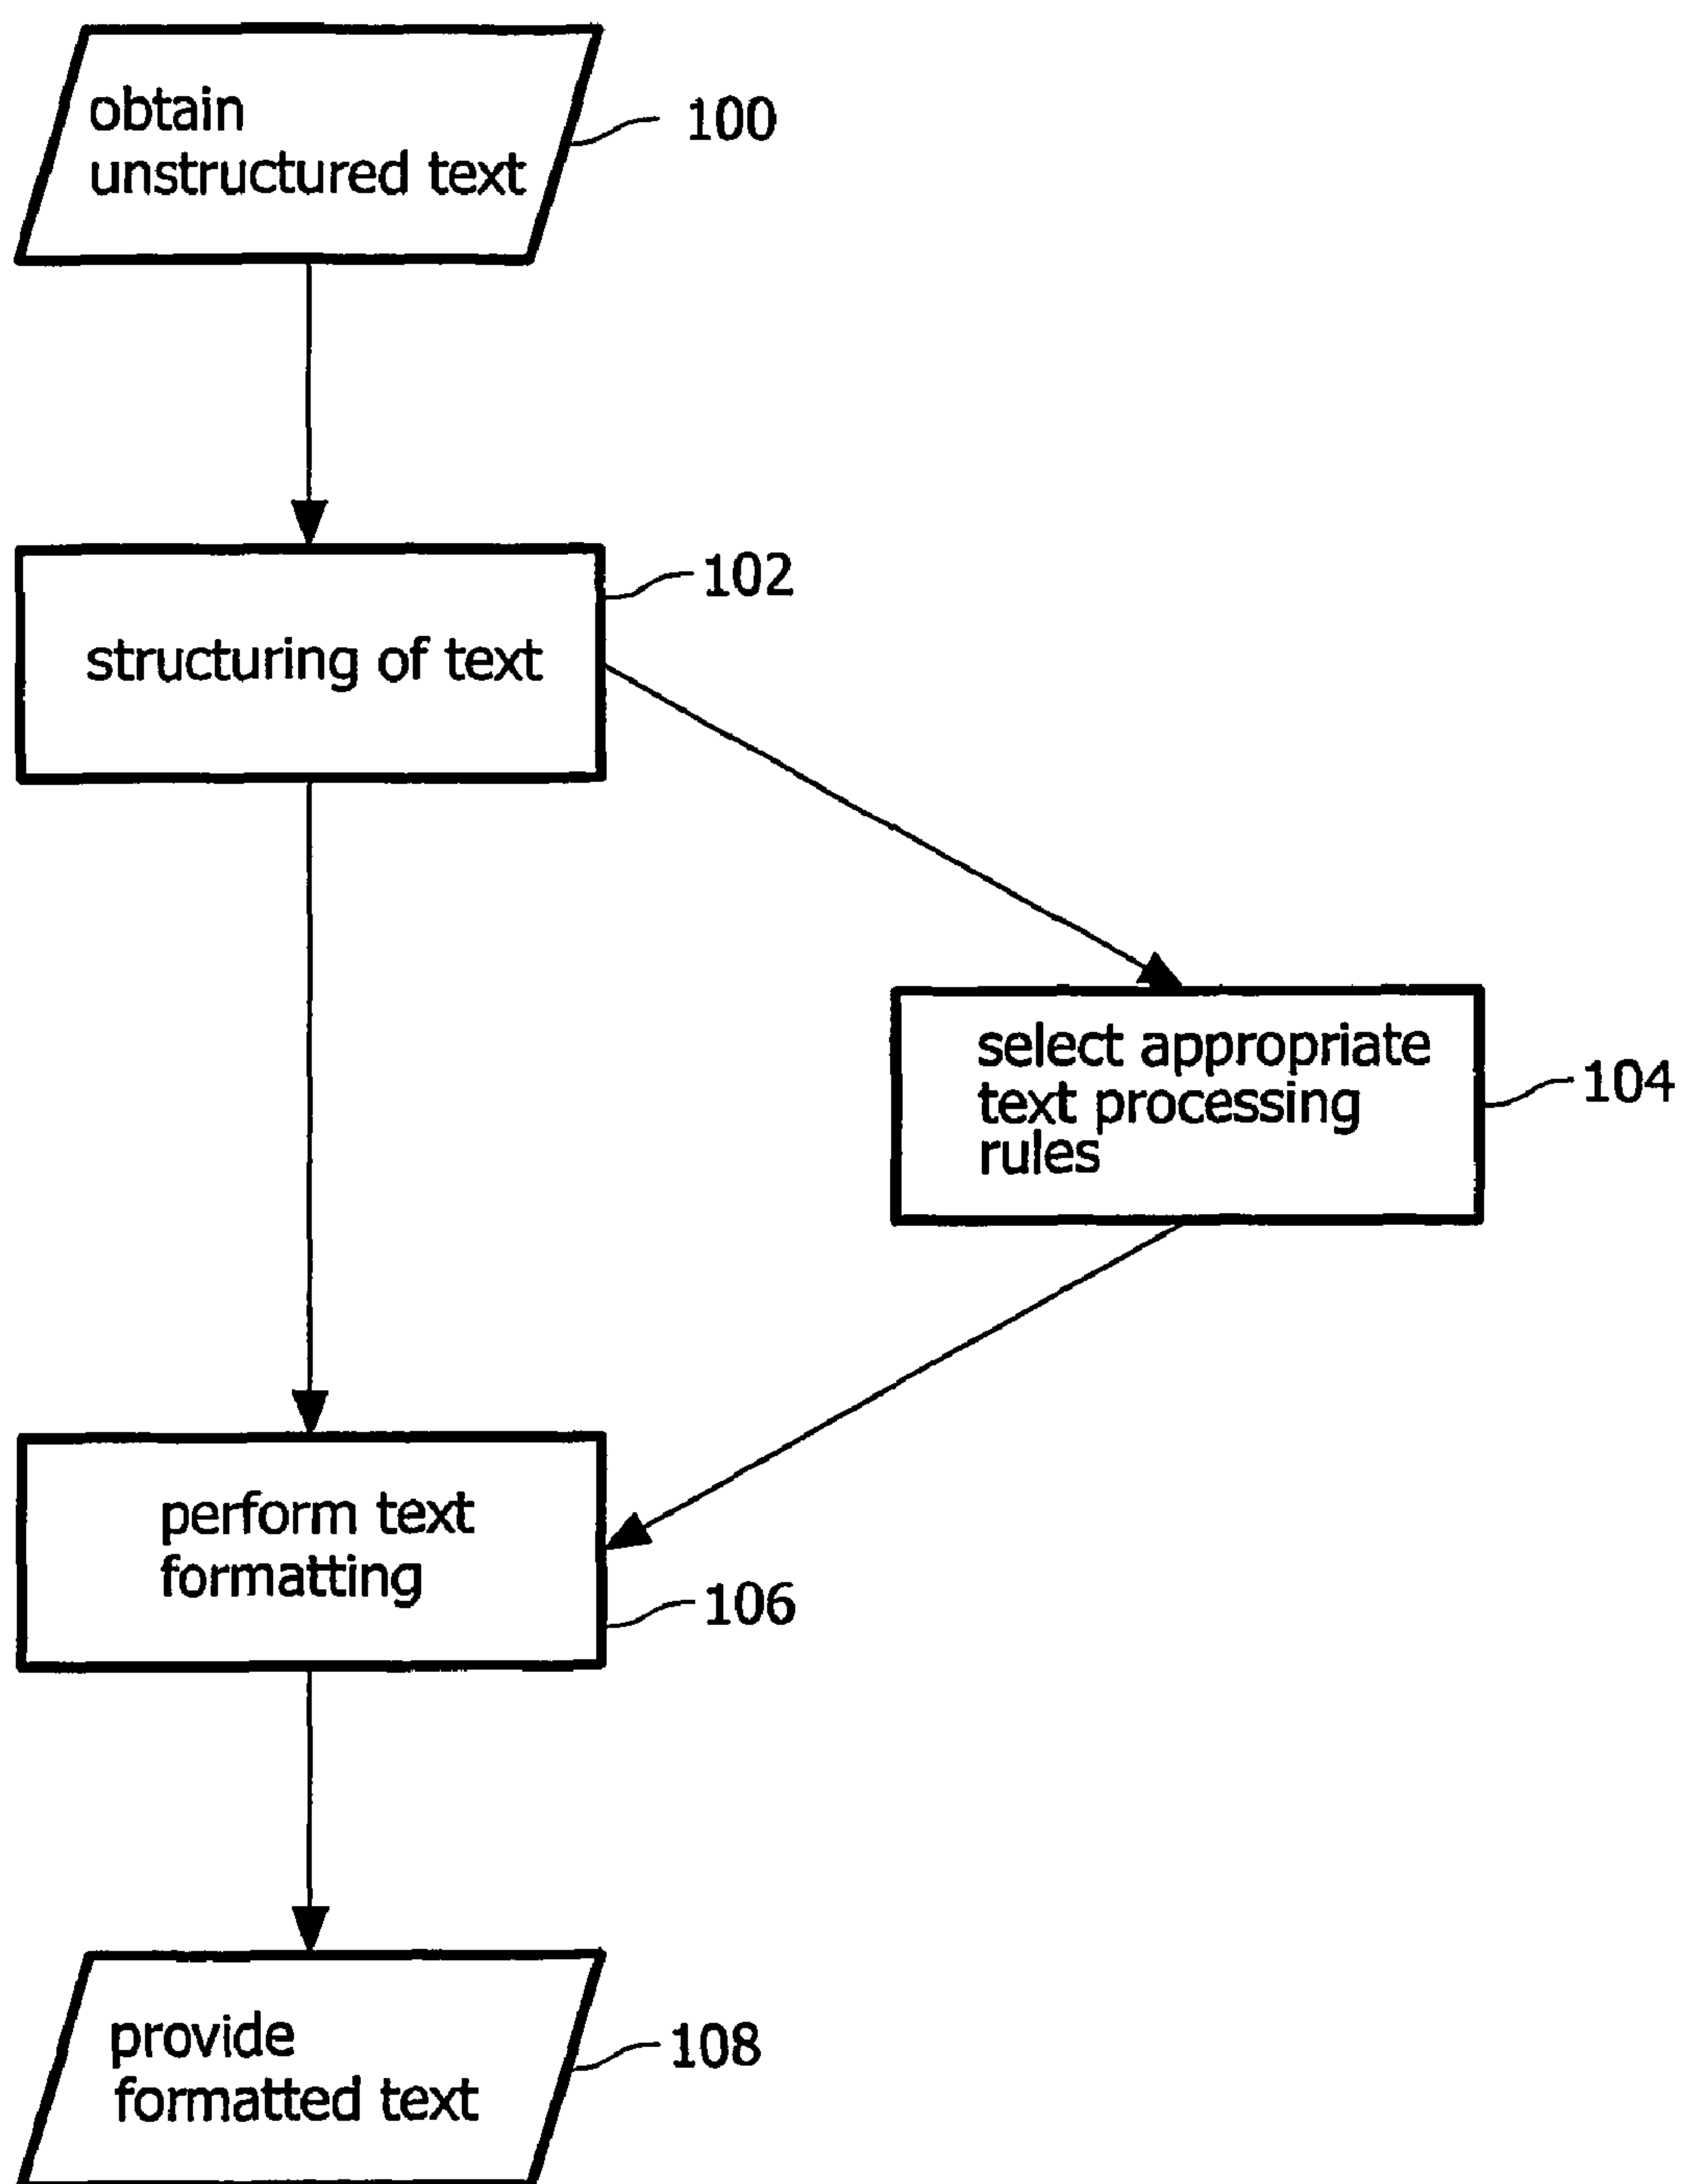 obtain
unstructured text
100
102
structuring of text
select appropriate
text processing
rules
104
perform text
formatting
106
provide
formatted text
108